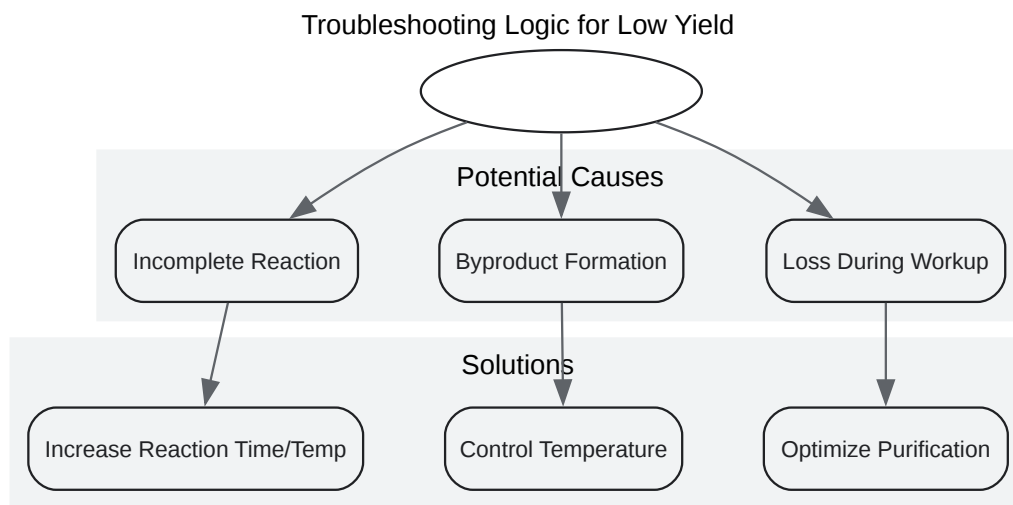 Troubleshooting Logic for Low Yield
Potential Causes
Incomplete Reaction
Byproduct Formation
Loss During Workup
Solutions
Increase Reaction Time/Temp
Control Temperature
Optimize Purification